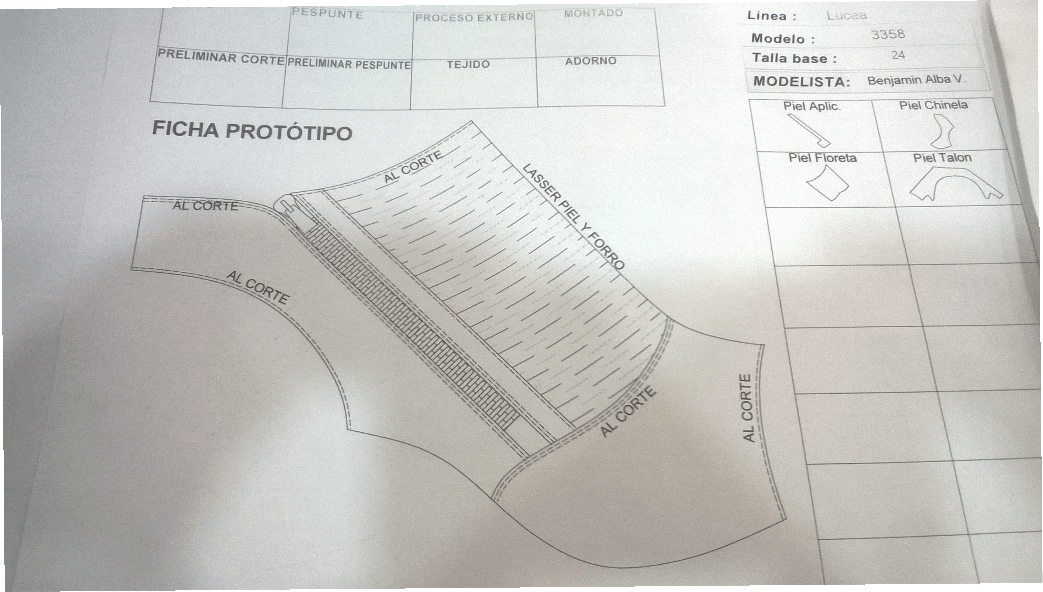 PESPUNTE
PROCESO EXTERNO
MONTADO
PRELIMINAR CORTE
PRELIMINAR PESPUNTE
TEJIDO
ADORNO
Línea : Lucea
Modelo : 3358
Talla base : 24
MODELISTA: Benjamin Alba V.
Piel Aplic.
Piel Chinela
Piel Floreta
Piel Talon
FICHA PROTÓTIPO
AL CORTE
AL CORTE
LASSER PIEL Y FORRO
AL CORTE
AL CORTE
AL CORTE